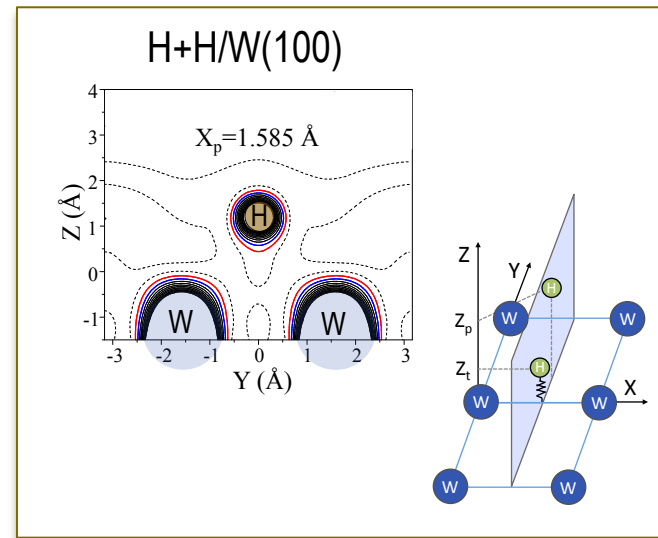 H+H/W(100)
X_p=1.585 Å
Z (Å)
4
3
2
1
0
-1
H
W
W
-3
-2
-1
0
1
2
3
Y (Å)
Z
Y
Z_p
Z_t
X
H
H
W
W
W
W
W
W